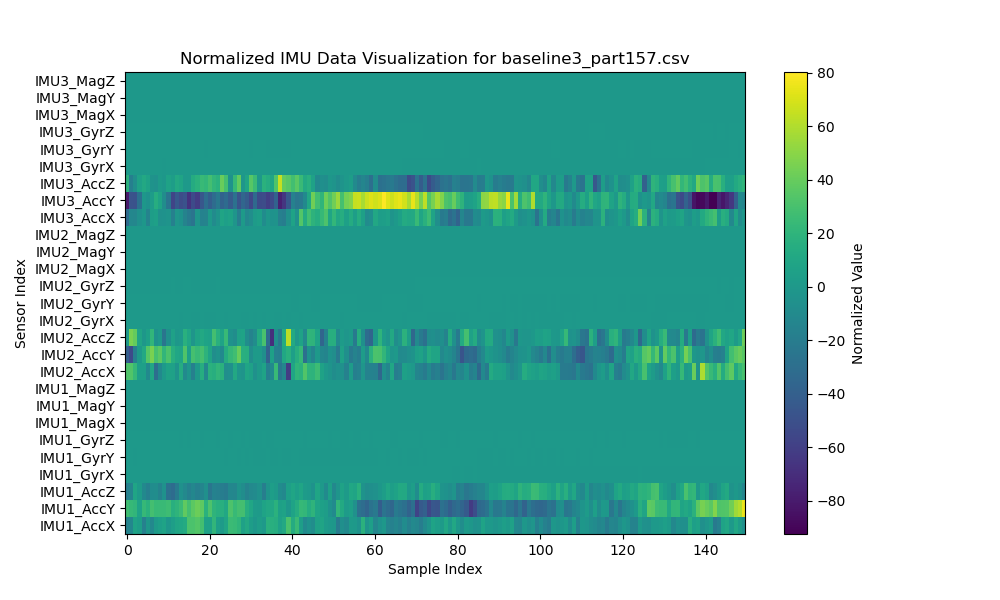 Normalized IMU Data Visualization for baseline3_part157.csv
IMU3_MagZ
IMU3_MagY
IMU3_MagX
IMU3_GyrZ
IMU3_GyrY
IMU3_GyrX
IMU3_AccZ
IMU3_AccY
IMU3_AccX
IMU2_MagZ
IMU2_MagY
IMU2_MagX
IMU2_GyrZ
IMU2_GyrY
IMU2_GyrX
IMU2_AccZ
IMU2_AccY
IMU2_AccX
IMU1_MagZ
IMU1_MagY
IMU1_MagX
IMU1_GyrZ
IMU1_GyrY
IMU1_GyrX
IMU1_AccZ
IMU1_AccY
IMU1_AccX
Sensor Index
0 20 40 60 80 100 120 140
Sample Index
80
60
40
20
0
−20
−40
−60
−80
Normalized Value